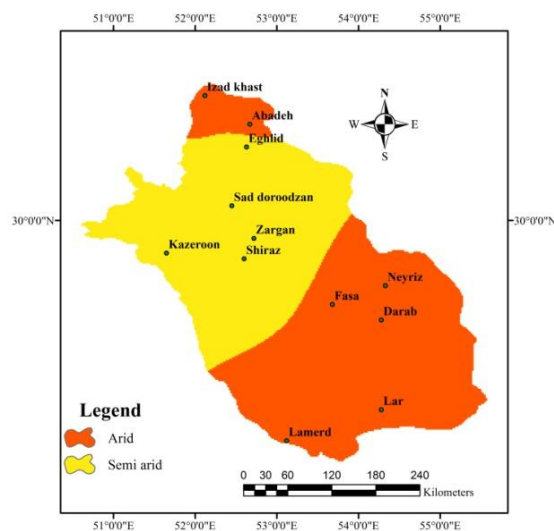 51°0'0"E 52°0'0"E 53°0'0"E 54°0'0"E 55°0'0"E
Izad khast
Abadeh
N
W E
S
Eghlid
Sad doroodzan
30°0'0"N 30°0'0"N
Zargan
Kazeroon
Shiraz
Neyriz
Fasa
Darab
Lar
Legend
Arid
Lamerd
Semi arid
0 30 60 120 180 240
Kilometers
51°0'0"E 52°0'0"E 53°0'0"E 54°0'0"E 55°0'0"E